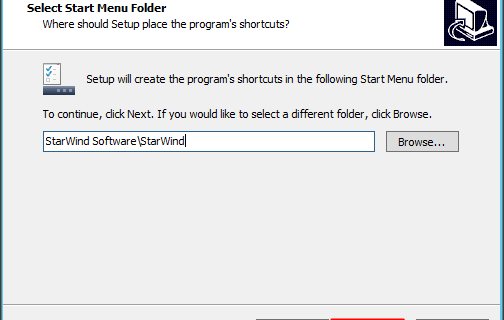 Select Start Menu Folder
Where should Setup place the program's shortcuts?
Setup will create the program's shortcuts in the following Start Menu folder.
To continue, click Next. If you would like to select a different folder, click Browse.
StarWind Software\StarWind
Browse...